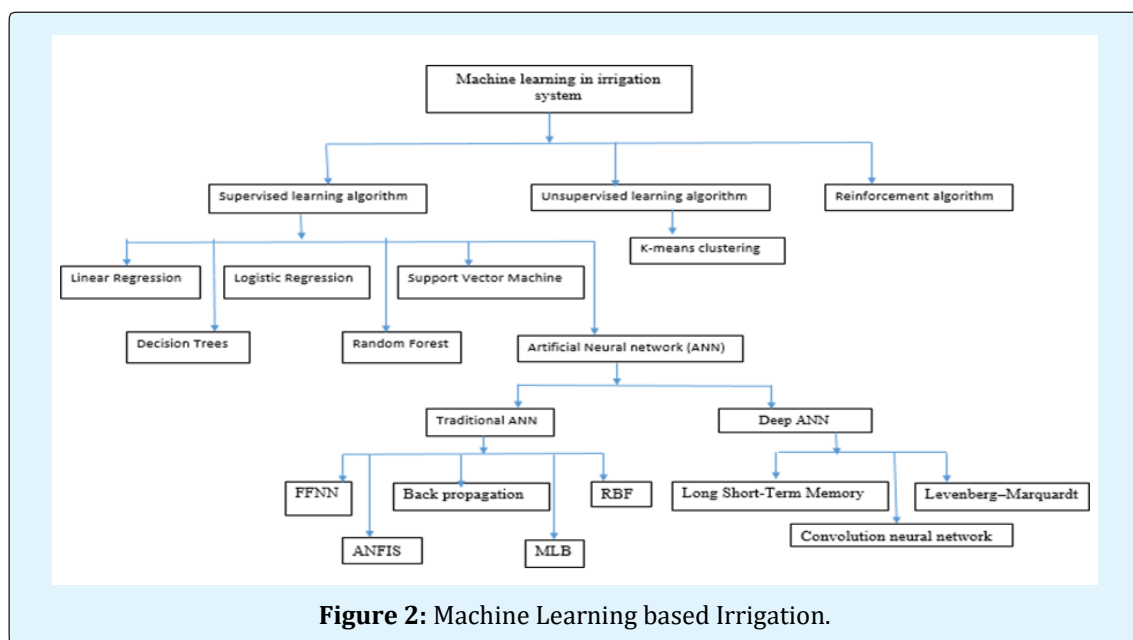 Machine learning in irrigation
system
Supervised learning algorithm
Unsupervised learning algorithm
Reinforcement algorithm
K-means clustering
Linear Regression
Logistic Regression
Support Vector Machine
Decision Trees
Random Forest
Artificial Neural network (ANN)
Traditional ANN
Deep ANN
FFNN
Back propagation
RBF
Long Short-Term Memory
Levenberg–Marquardt
ANFIS
MLB
Convolution neural network
Figure 2: Machine Learning based Irrigation.